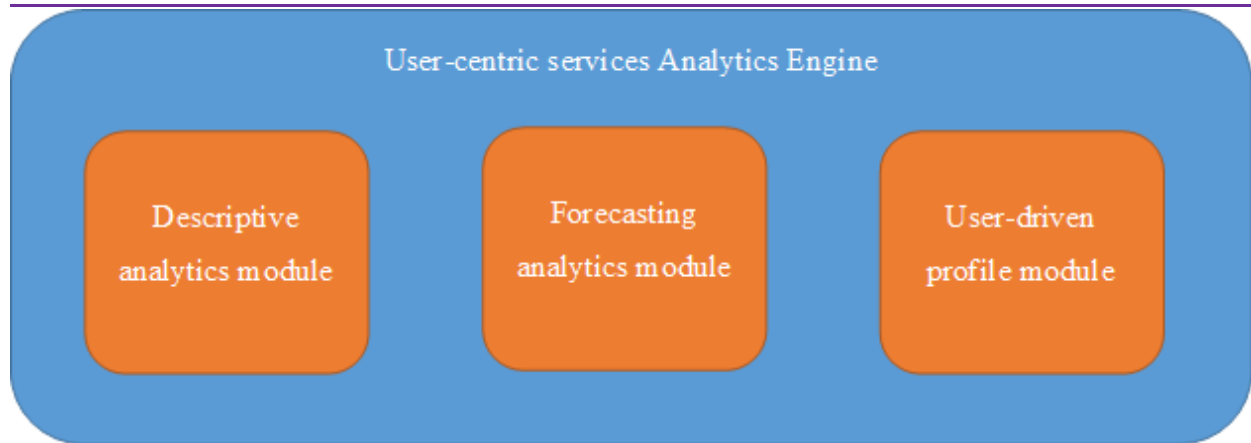 User-centric services Analytics Engine
Descriptive
analytics module
Forecasting
analytics module
User-driven
profile module